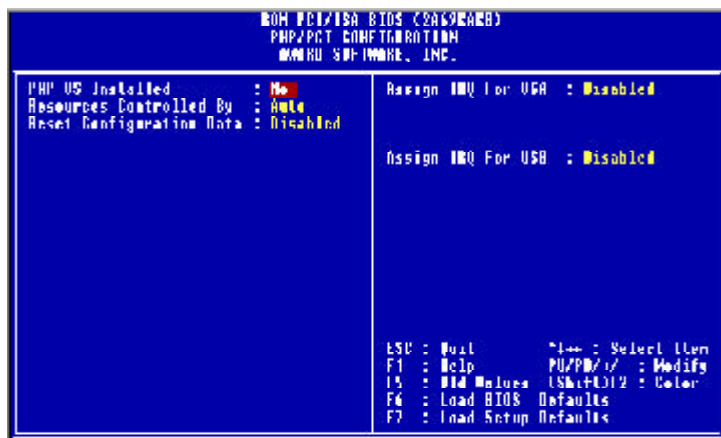 ROM PCI/ISA BIOS
PNP/PCI CONFIGURATION
AWARD SOFTWARE, INC.
PNP OS Installed : No
Resources Controlled By : Auto
Reset Configuration Data : Disabled
Assign IRQ For VGA : Disabled
Assign IRQ For USB : Disabled
ESC : Quit : Select Item
F1 : Help PU/PD/+/- : Modify
F5 : Old Values (Shift)F2 : Color
F6 : Load BIOS Defaults
F7 : Load Setup Defaults